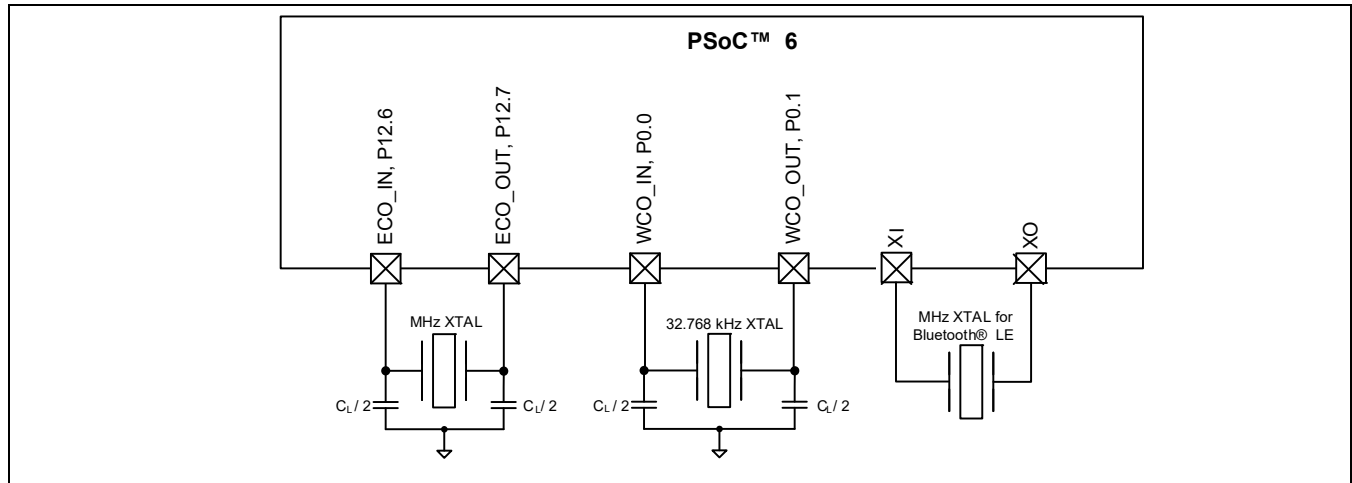 PSoC™ 6
ECO_IN, P12.6
ECO_OUT, P12.7
WCO_IN, P0.0
WCO_OUT, P0.1
XI
XO
MHz XTAL
32.768 kHz XTAL
MHz XTAL for
Bluetooth® LE
CL/ 2
CL/ 2
CL/ 2
CL/ 2